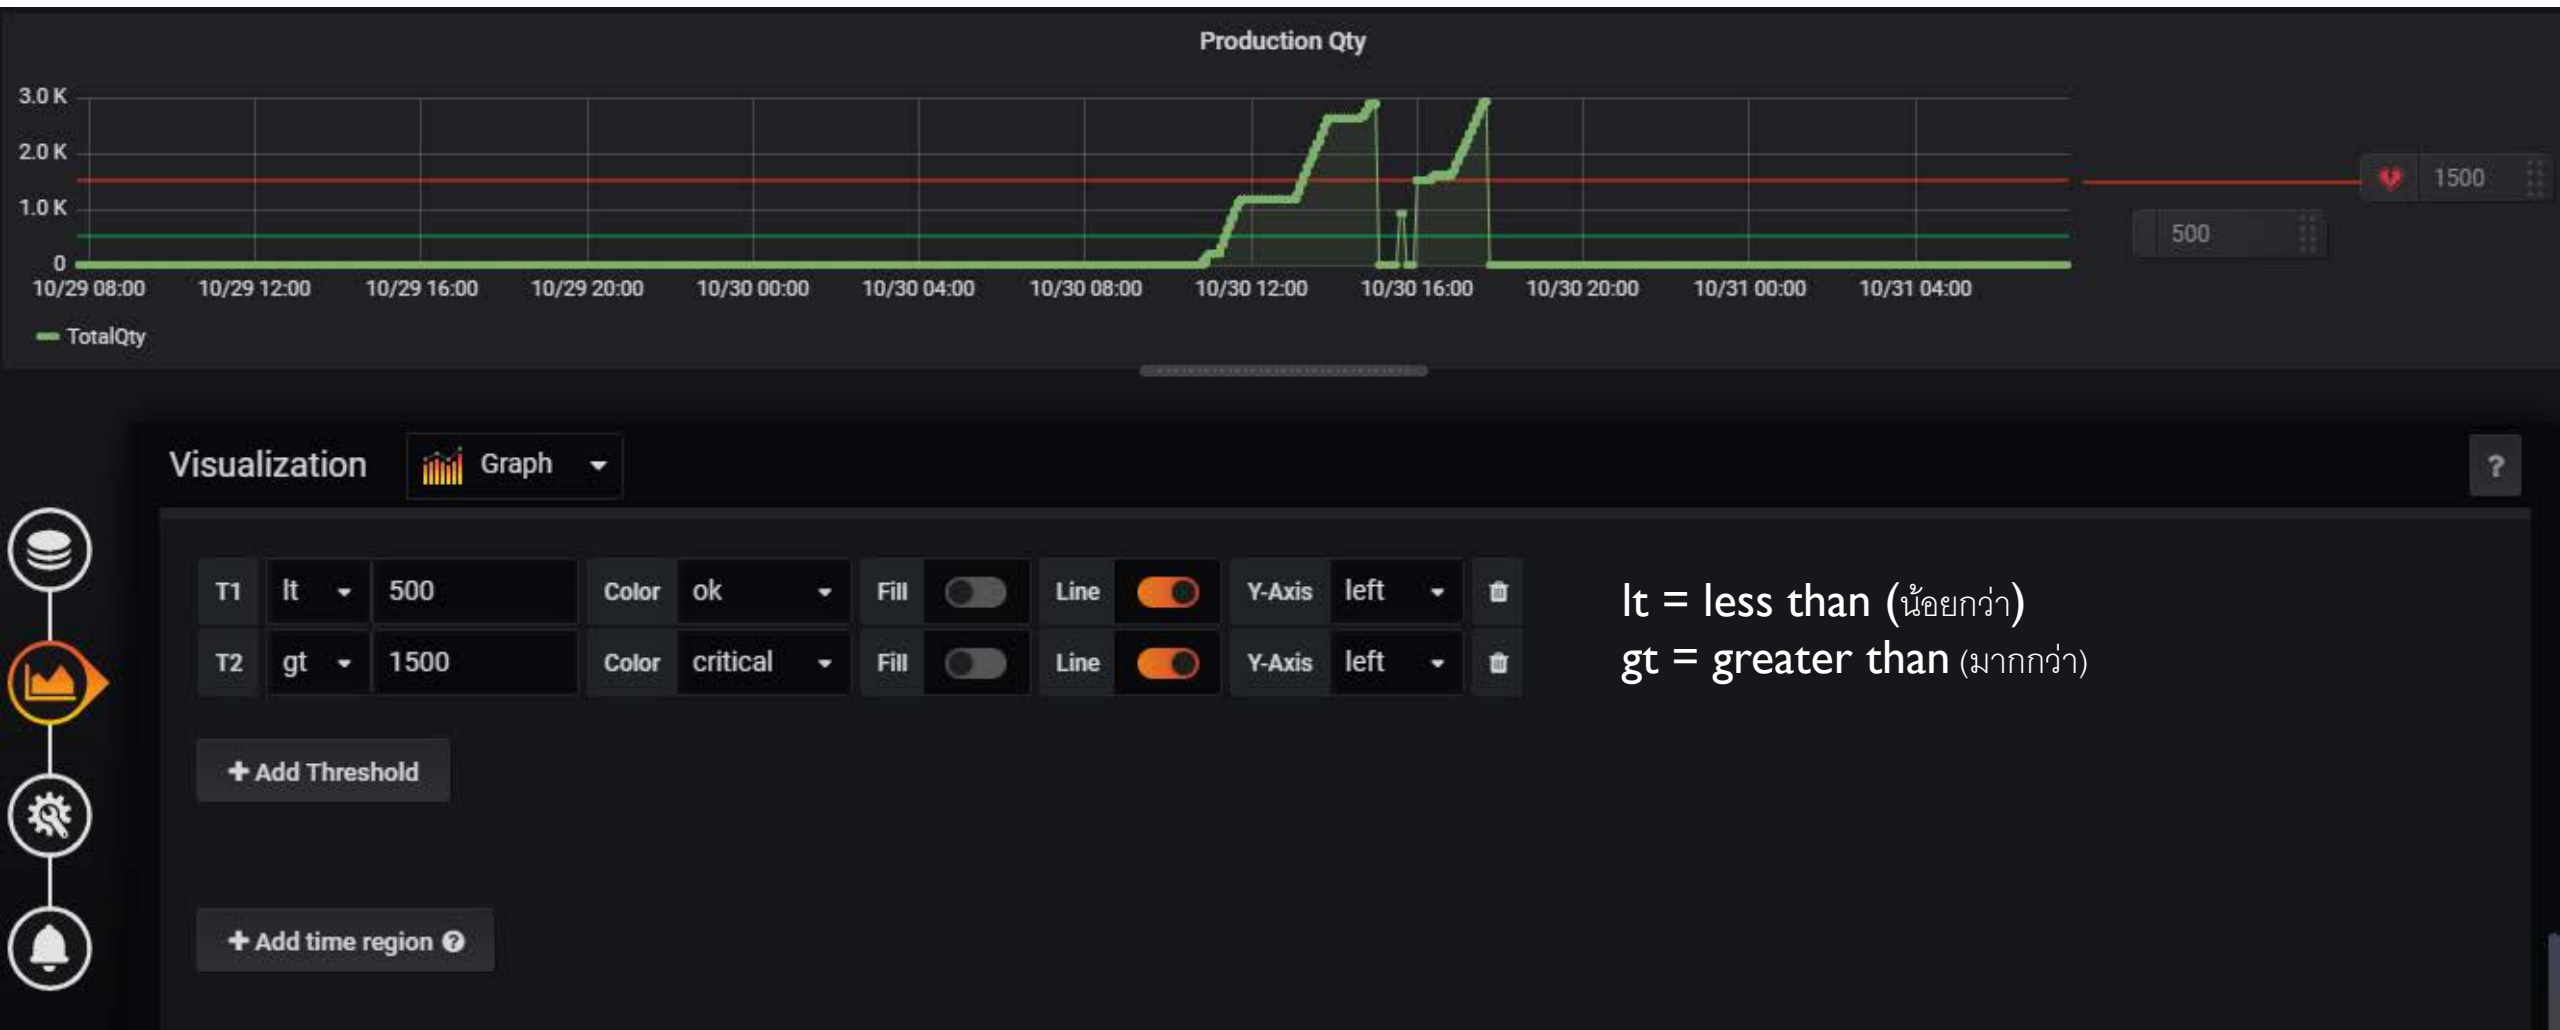 Production Qty
3.0 K
2.0 K
1.0 K
0
10/29 08:00 10/29 12:00 10/29 16:00 10/29 20:00 10/30 00:00 10/30 04:00 10/30 08:00 10/30 12:00 10/30 16:00 10/30 20:00 10/31 00:00 10/31 04:00
TotalQty
1500
500
Visualization Graph ?
T1 lt 500 Color ok Fill Line Y-Axis left
T2 gt 1500 Color critical Fill Line Y-Axis left
lt = less than (น้อยกว่า)
gt = greater than (มากกว่า)
+ Add Threshold
+ Add time region ?